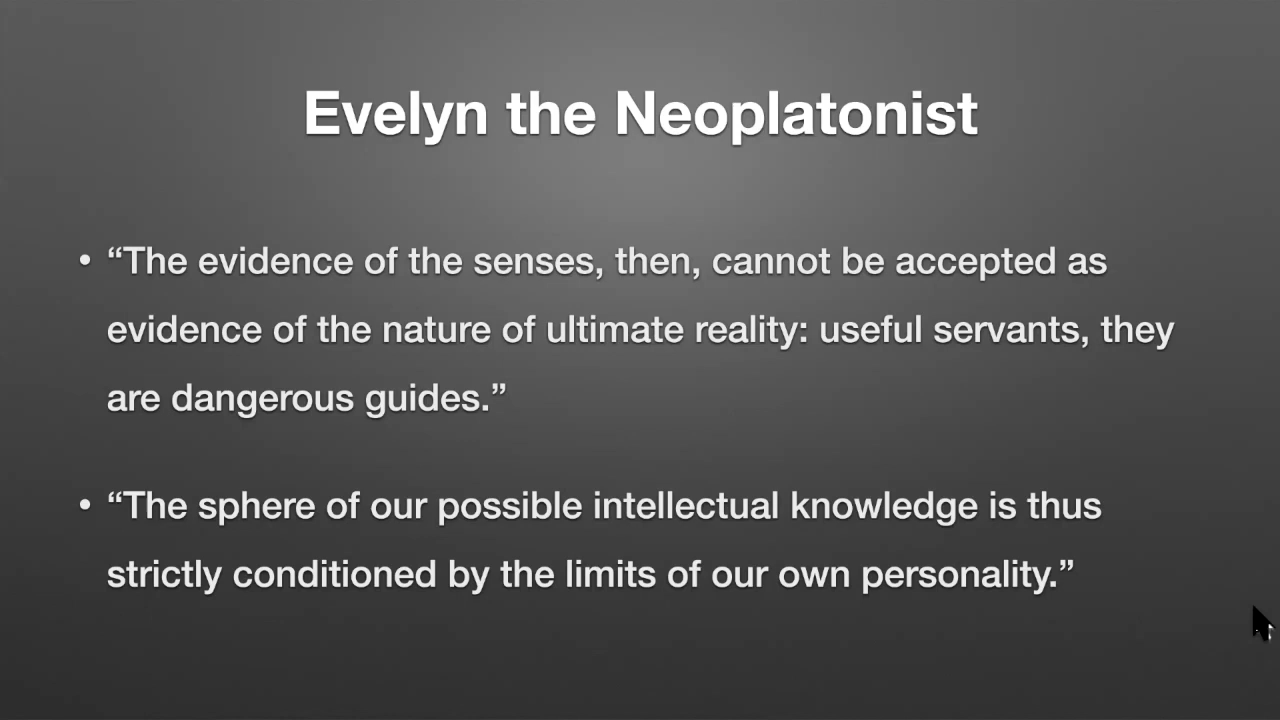 Evelyn the Neoplatonist
• “The evidence of the senses, then, cannot be accepted as
evidence of the nature of ultimate reality: useful servants, they
are dangerous guides.”
• “The sphere of our possible intellectual knowledge is thus
strictly conditioned by the limits of our own personality.”